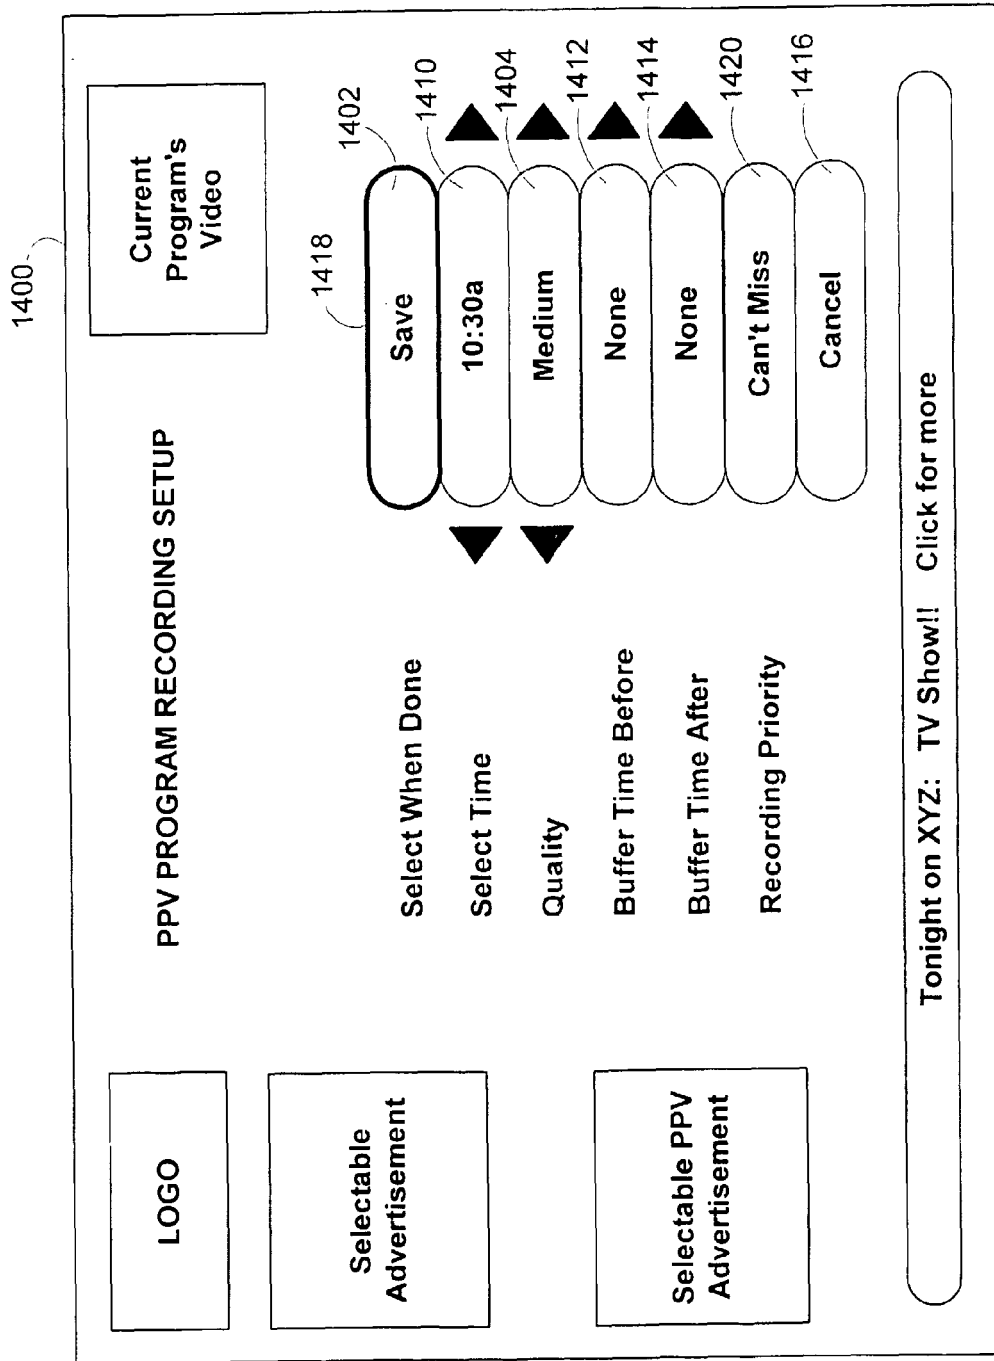 1400
LOGO
PPV PROGRAM RECORDING SETUP
Current
Program's
Video
Selectable
Advertisement
Selectable PPV
Advertisement
1418
1402
Select When Done
Save
1410
Select Time
10:30a
1404
Quality
Medium
1412
Buffer Time Before
None
1414
Buffer Time After
None
1420
Recording Priority
Can't Miss
1416
Cancel
Tonight on XYZ: TV Show!! Click for more